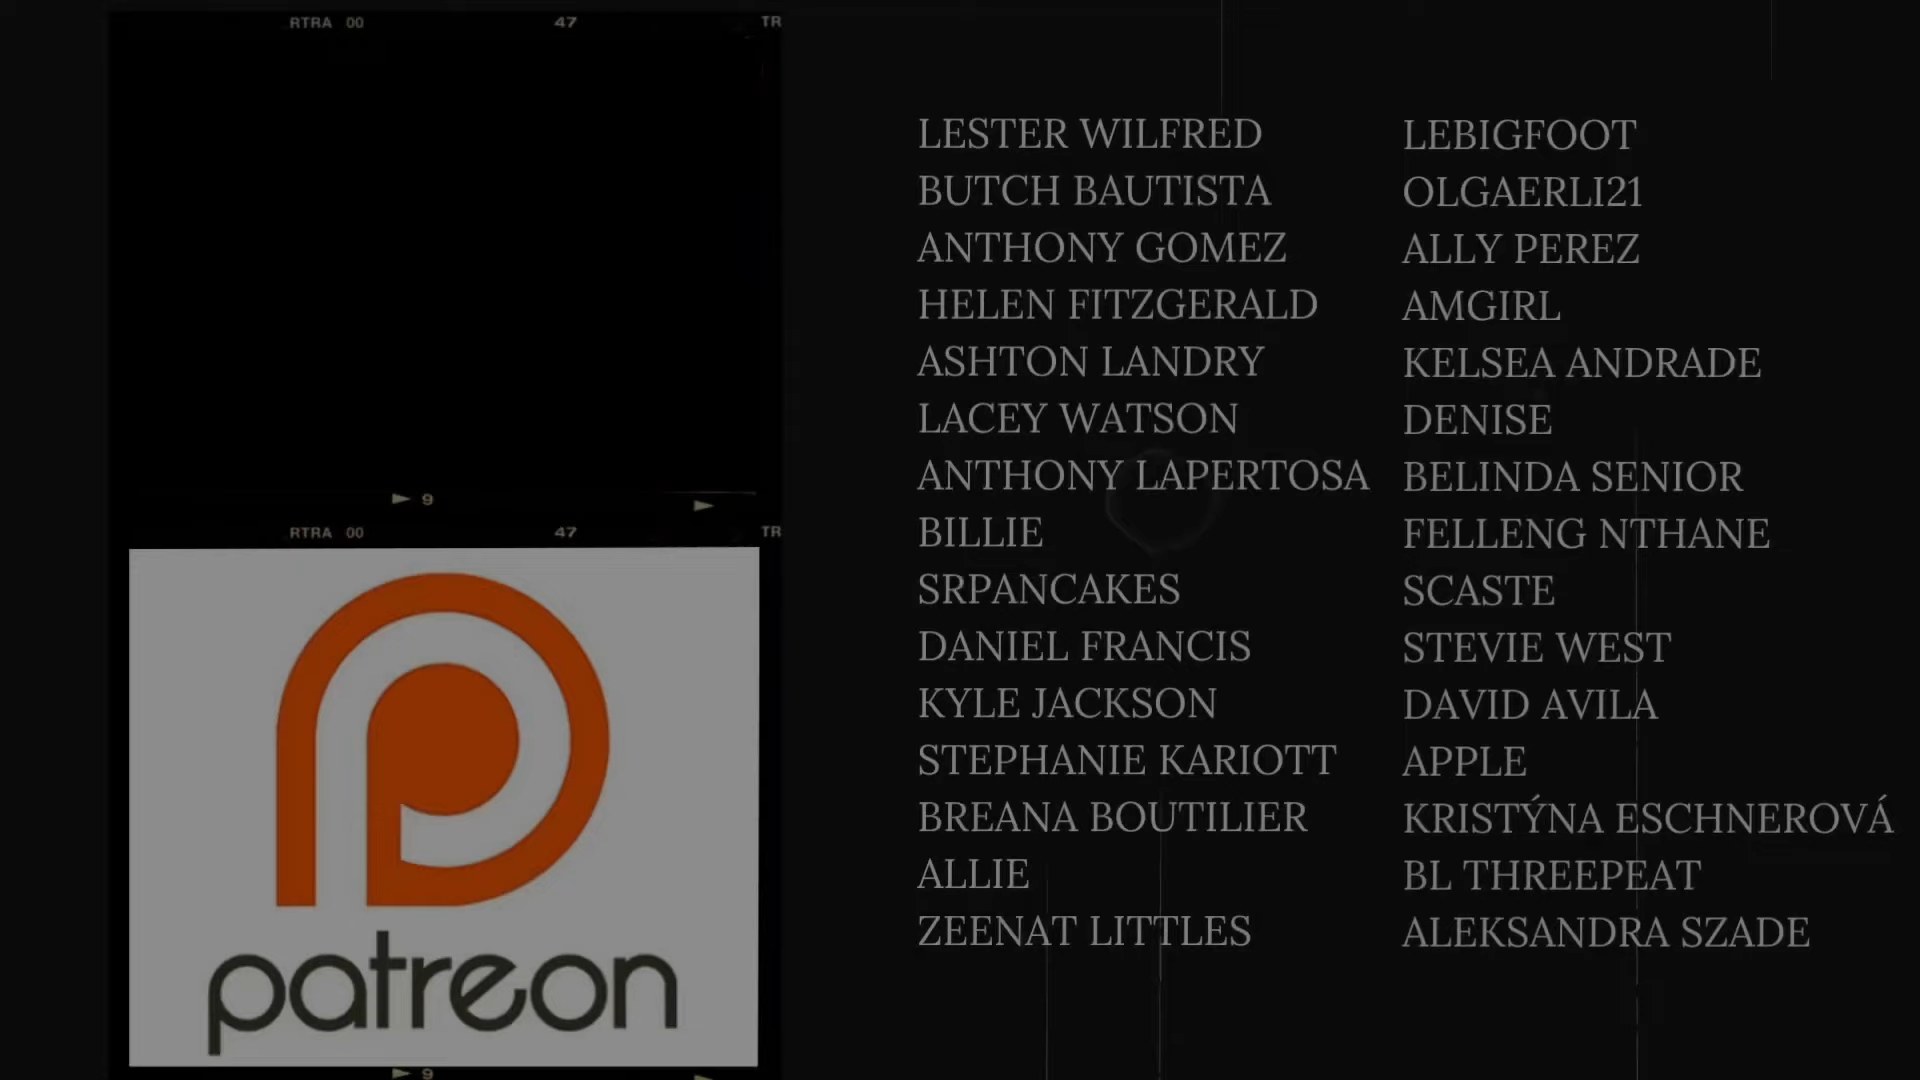 RTRA 00 47 TR
9
RTRA 00 47 TR
patreon
9
LESTER WILFRED
BUTCH BAUTISTA
ANTHONY GOMEZ
HELEN FITZGERALD
ASHTON LANDRY
LACEY WATSON
ANTHONY LAPERTOSA
BILLIE
SRPANCAKES
DANIEL FRANCIS
KYLE JACKSON
STEPHANIE KARIOTT
BREANA BOUTILIER
ALLIE
ZEENAT LITTLES
LEBIGFOOT
OLGAERLI21
ALLY PEREZ
AMGIRL
KELSEA ANDRADE
DENISE
BELINDA SENIOR
FELLENG NTHANE
SCASTE
STEVIE WEST
DAVID AVILA
APPLE
KRISTÝNA ESCHNEROVÁ
BL THREEPEAT
ALEKSANDRA SZADE